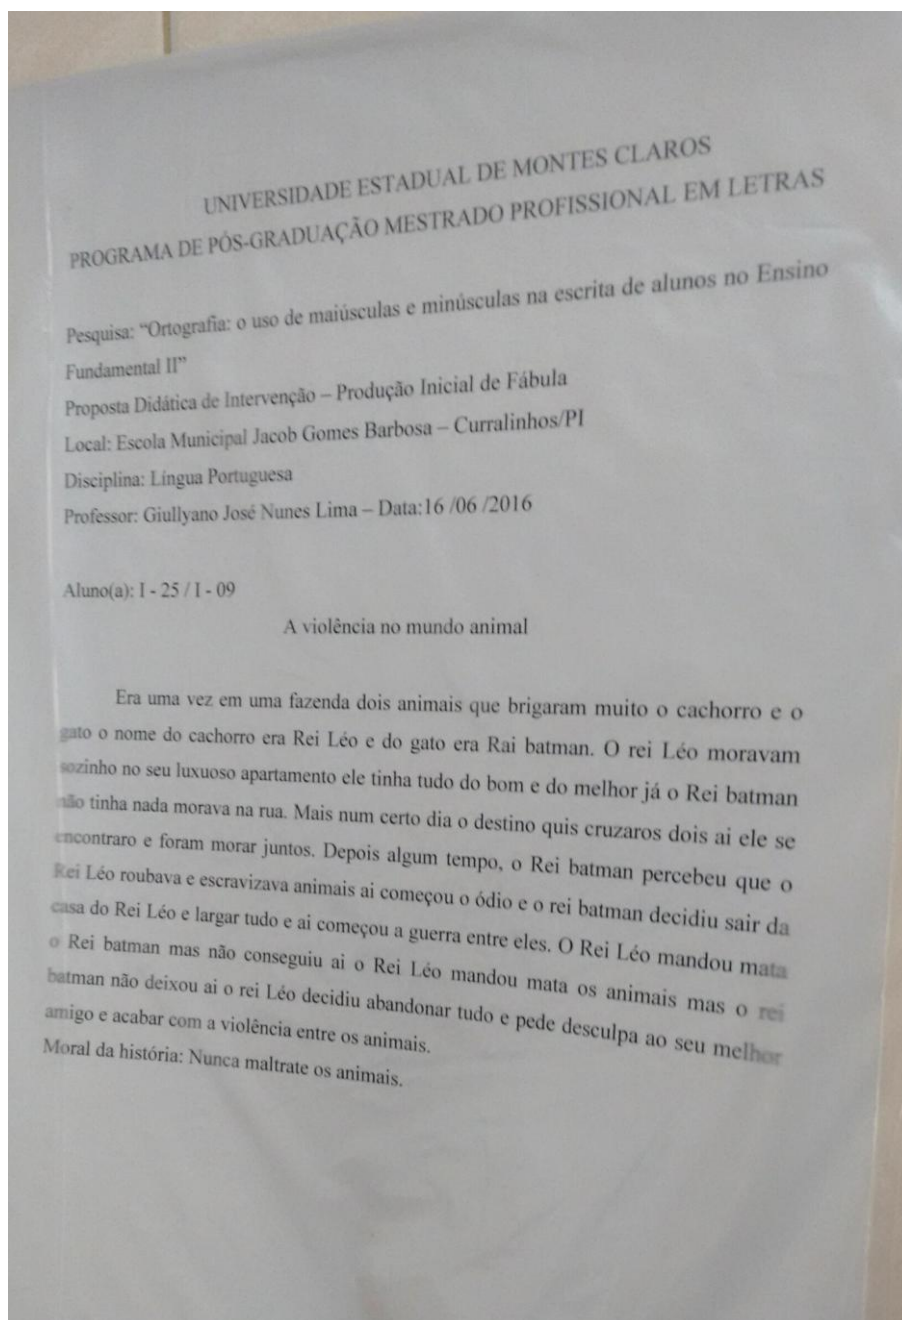 UNIVERSIDADE ESTADUAL DE MONTES CLAROS
PROGRAMA DE PÓS-GRADUAÇÃO MESTRADO PROFISSIONAL EM LETRAS
Pesquisa: “Ortografia: o uso de maiúsculas e minúsculas na escrita de alunos no Ensino
Fundamental II”
Proposta Didática de Intervenção – Produção Inicial de Fábula
Local: Escola Municipal Jacob Gomes Barbosa – Curralinhos/PI
Disciplina: Língua Portuguesa
Professor: Giullyano José Nunes Lima – Data:16 /06 /2016
Aluno(a): I - 25 / I - 09
A violência no mundo animal
Era uma vez em uma fazenda dois animais que brigaram muito o cachorro e o
gato o nome do cachorro era Rei Léo e do gato era Rai batman. O rei Léo moravam
sozinho no seu luxuoso apartamento ele tinha tudo do bom e do melhor já o Rei batman
não tinha nada morava na rua. Mais num certo dia o destino quis cruzaros dois ai ele se
encontraro e foram morar juntos. Depois algum tempo, o Rei batman percebeu que o
Rei Léo roubava e escravizava animais ai começou o ódio e o rei batman decidiu sair da
casa do Rei Léo e largar tudo e ai começou a guerra entre eles. O Rei Léo mandou mata
o Rei batman mas não conseguiu ai o Rei Léo mandou mata os animais mas o rei
batman não deixou ai o rei Léo decidiu abandonar tudo e pede desculpa ao seu melhor
amigo e acabar com a violência entre os animais.
Moral da história: Nunca maltrate os animais.